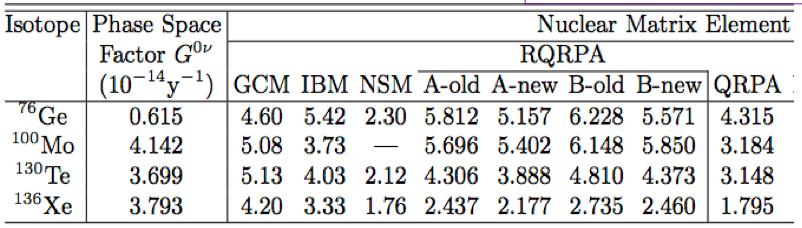 Isotope Phase Space Nuclear Matrix Element
Factor G⁰ᵛ RQRPA
(10⁻¹⁴y⁻¹) GCM IBM NSM A-old A-new B-old B-new QRPA
⁷⁶Ge 0.615 4.60 5.42 2.30 5.812 5.157 6.228 5.571 4.315
¹⁰⁰Mo 4.142 5.08 3.73 — 5.696 5.402 6.148 5.850 3.184
¹³⁰Te 3.699 5.13 4.03 2.12 4.306 3.888 4.810 4.373 3.148
¹³⁶Xe 3.793 4.20 3.33 1.76 2.437 2.177 2.735 2.460 1.795